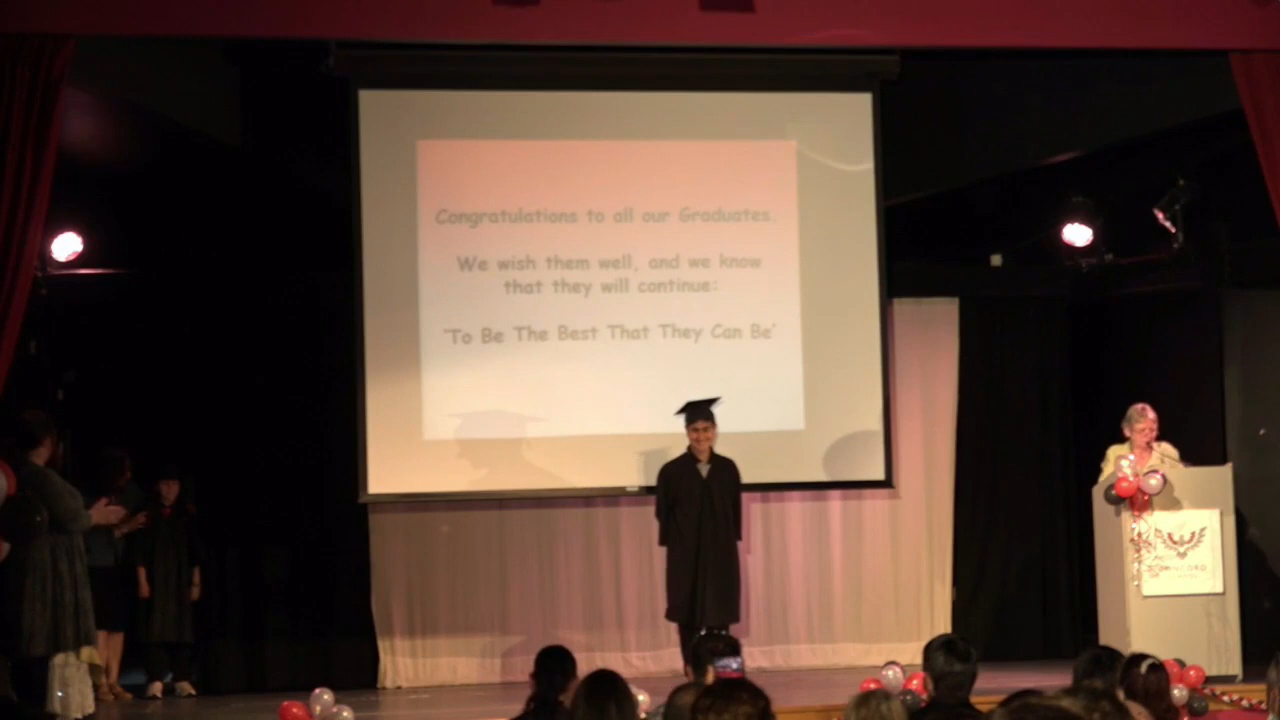 Congratulations to all our Graduates.
We wish them well, and we know
that they will continue:
'To Be The Best That They Can Be'